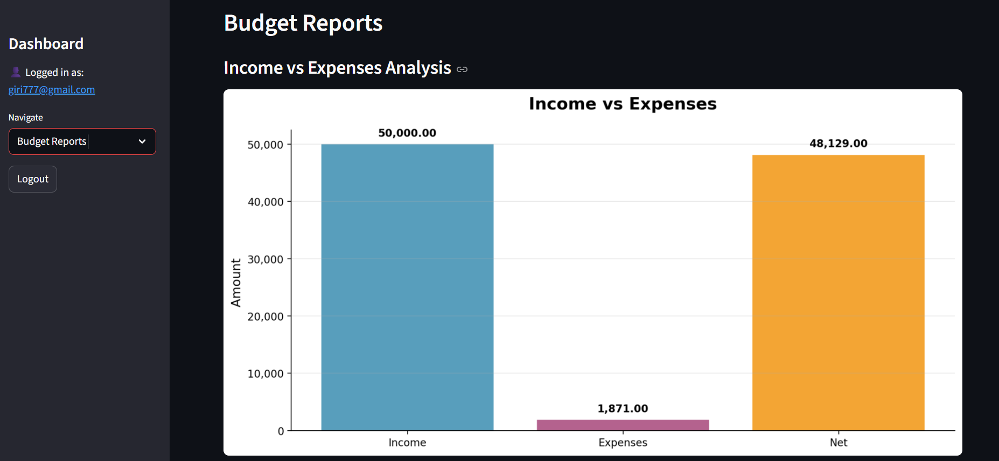 Dashboard
Logged in as:
giri777@gmail.com
Navigate
Budget Reports
Logout
Budget Reports
Income vs Expenses Analysis
Income vs Expenses
Amount
50,000
40,000
30,000
20,000
10,000
0
50,000.00
1,871.00
48,129.00
Income
Expenses
Net